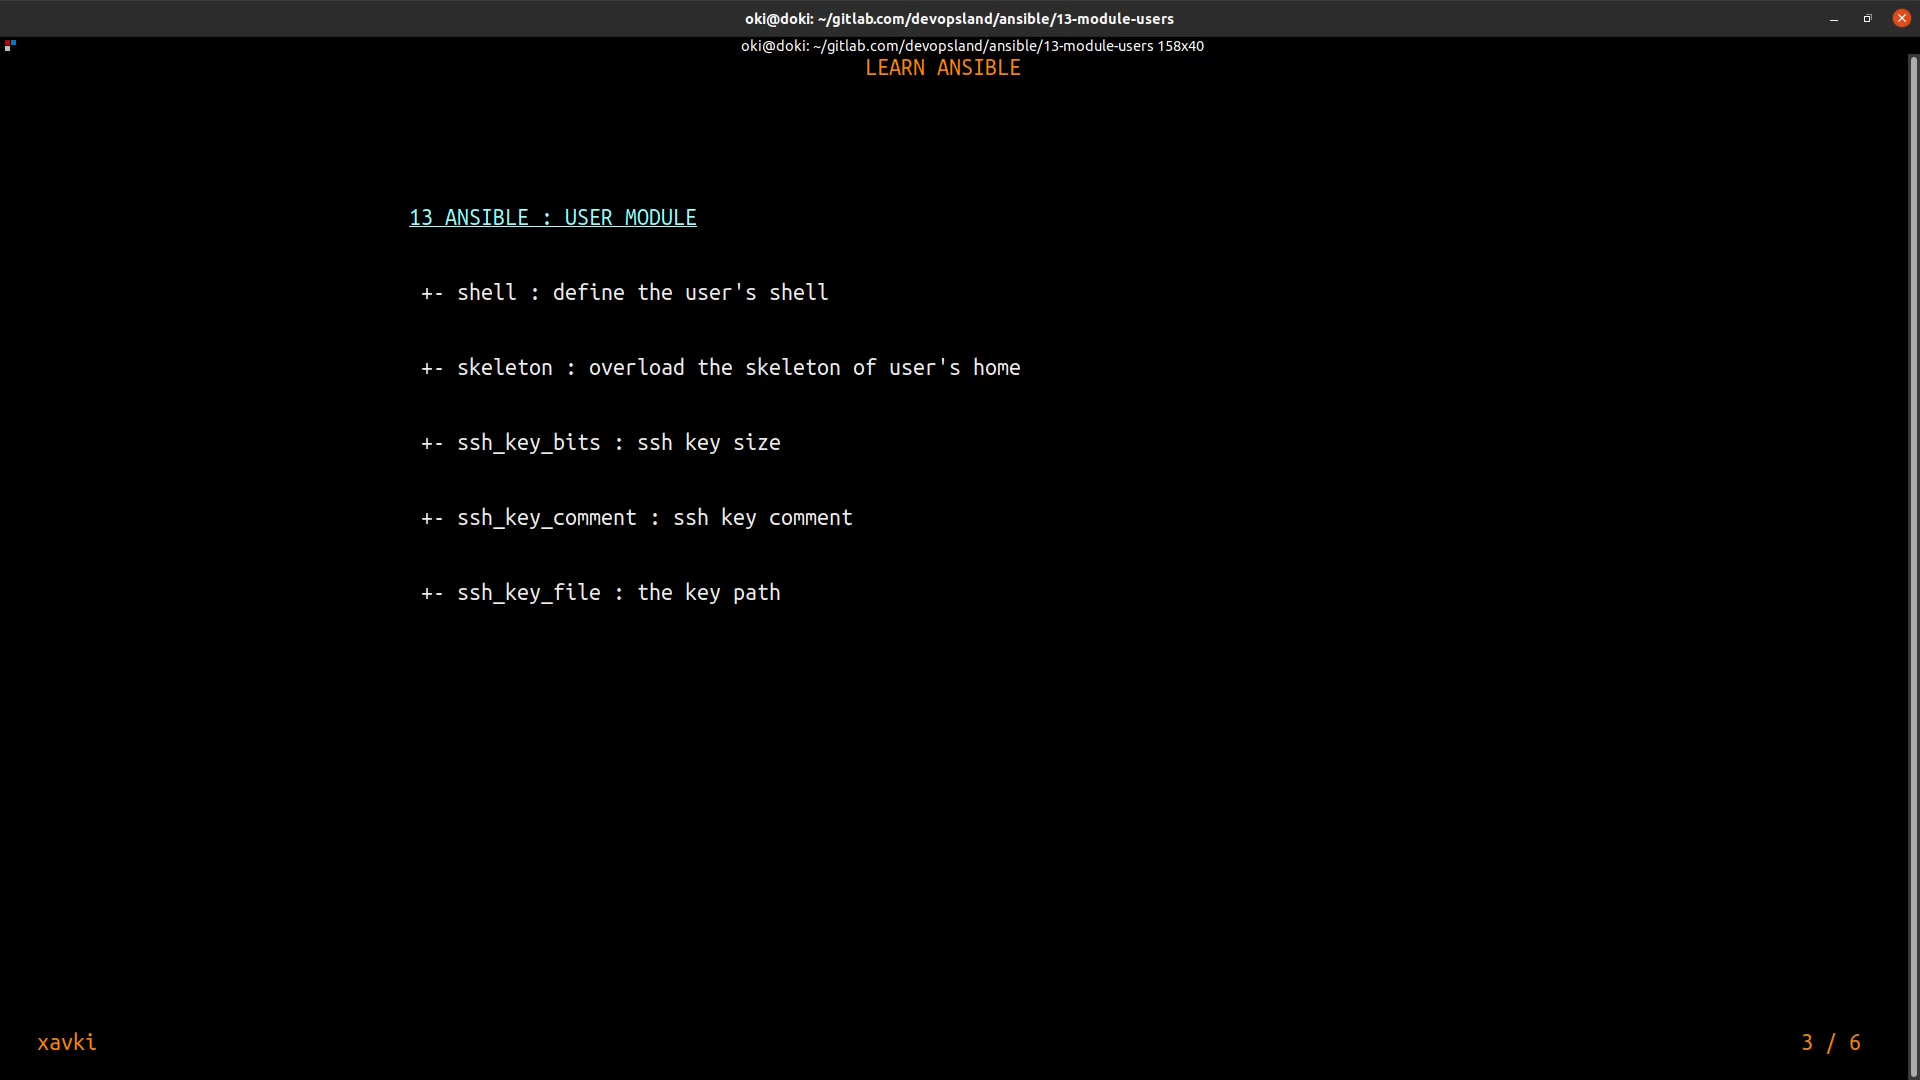 oki@doki: ~/gitlab.com/devopsland/ansible/13-module-users
oki@doki: ~/gitlab.com/devopsland/ansible/13-module-users 158x40
LEARN ANSIBLE
13 ANSIBLE : USER MODULE
+- shell : define the user's shell
+- skeleton : overload the skeleton of user's home
+- ssh_key_bits : ssh key size
+- ssh_key_comment : ssh key comment
+- ssh_key_file : the key path
xavki
3 / 6